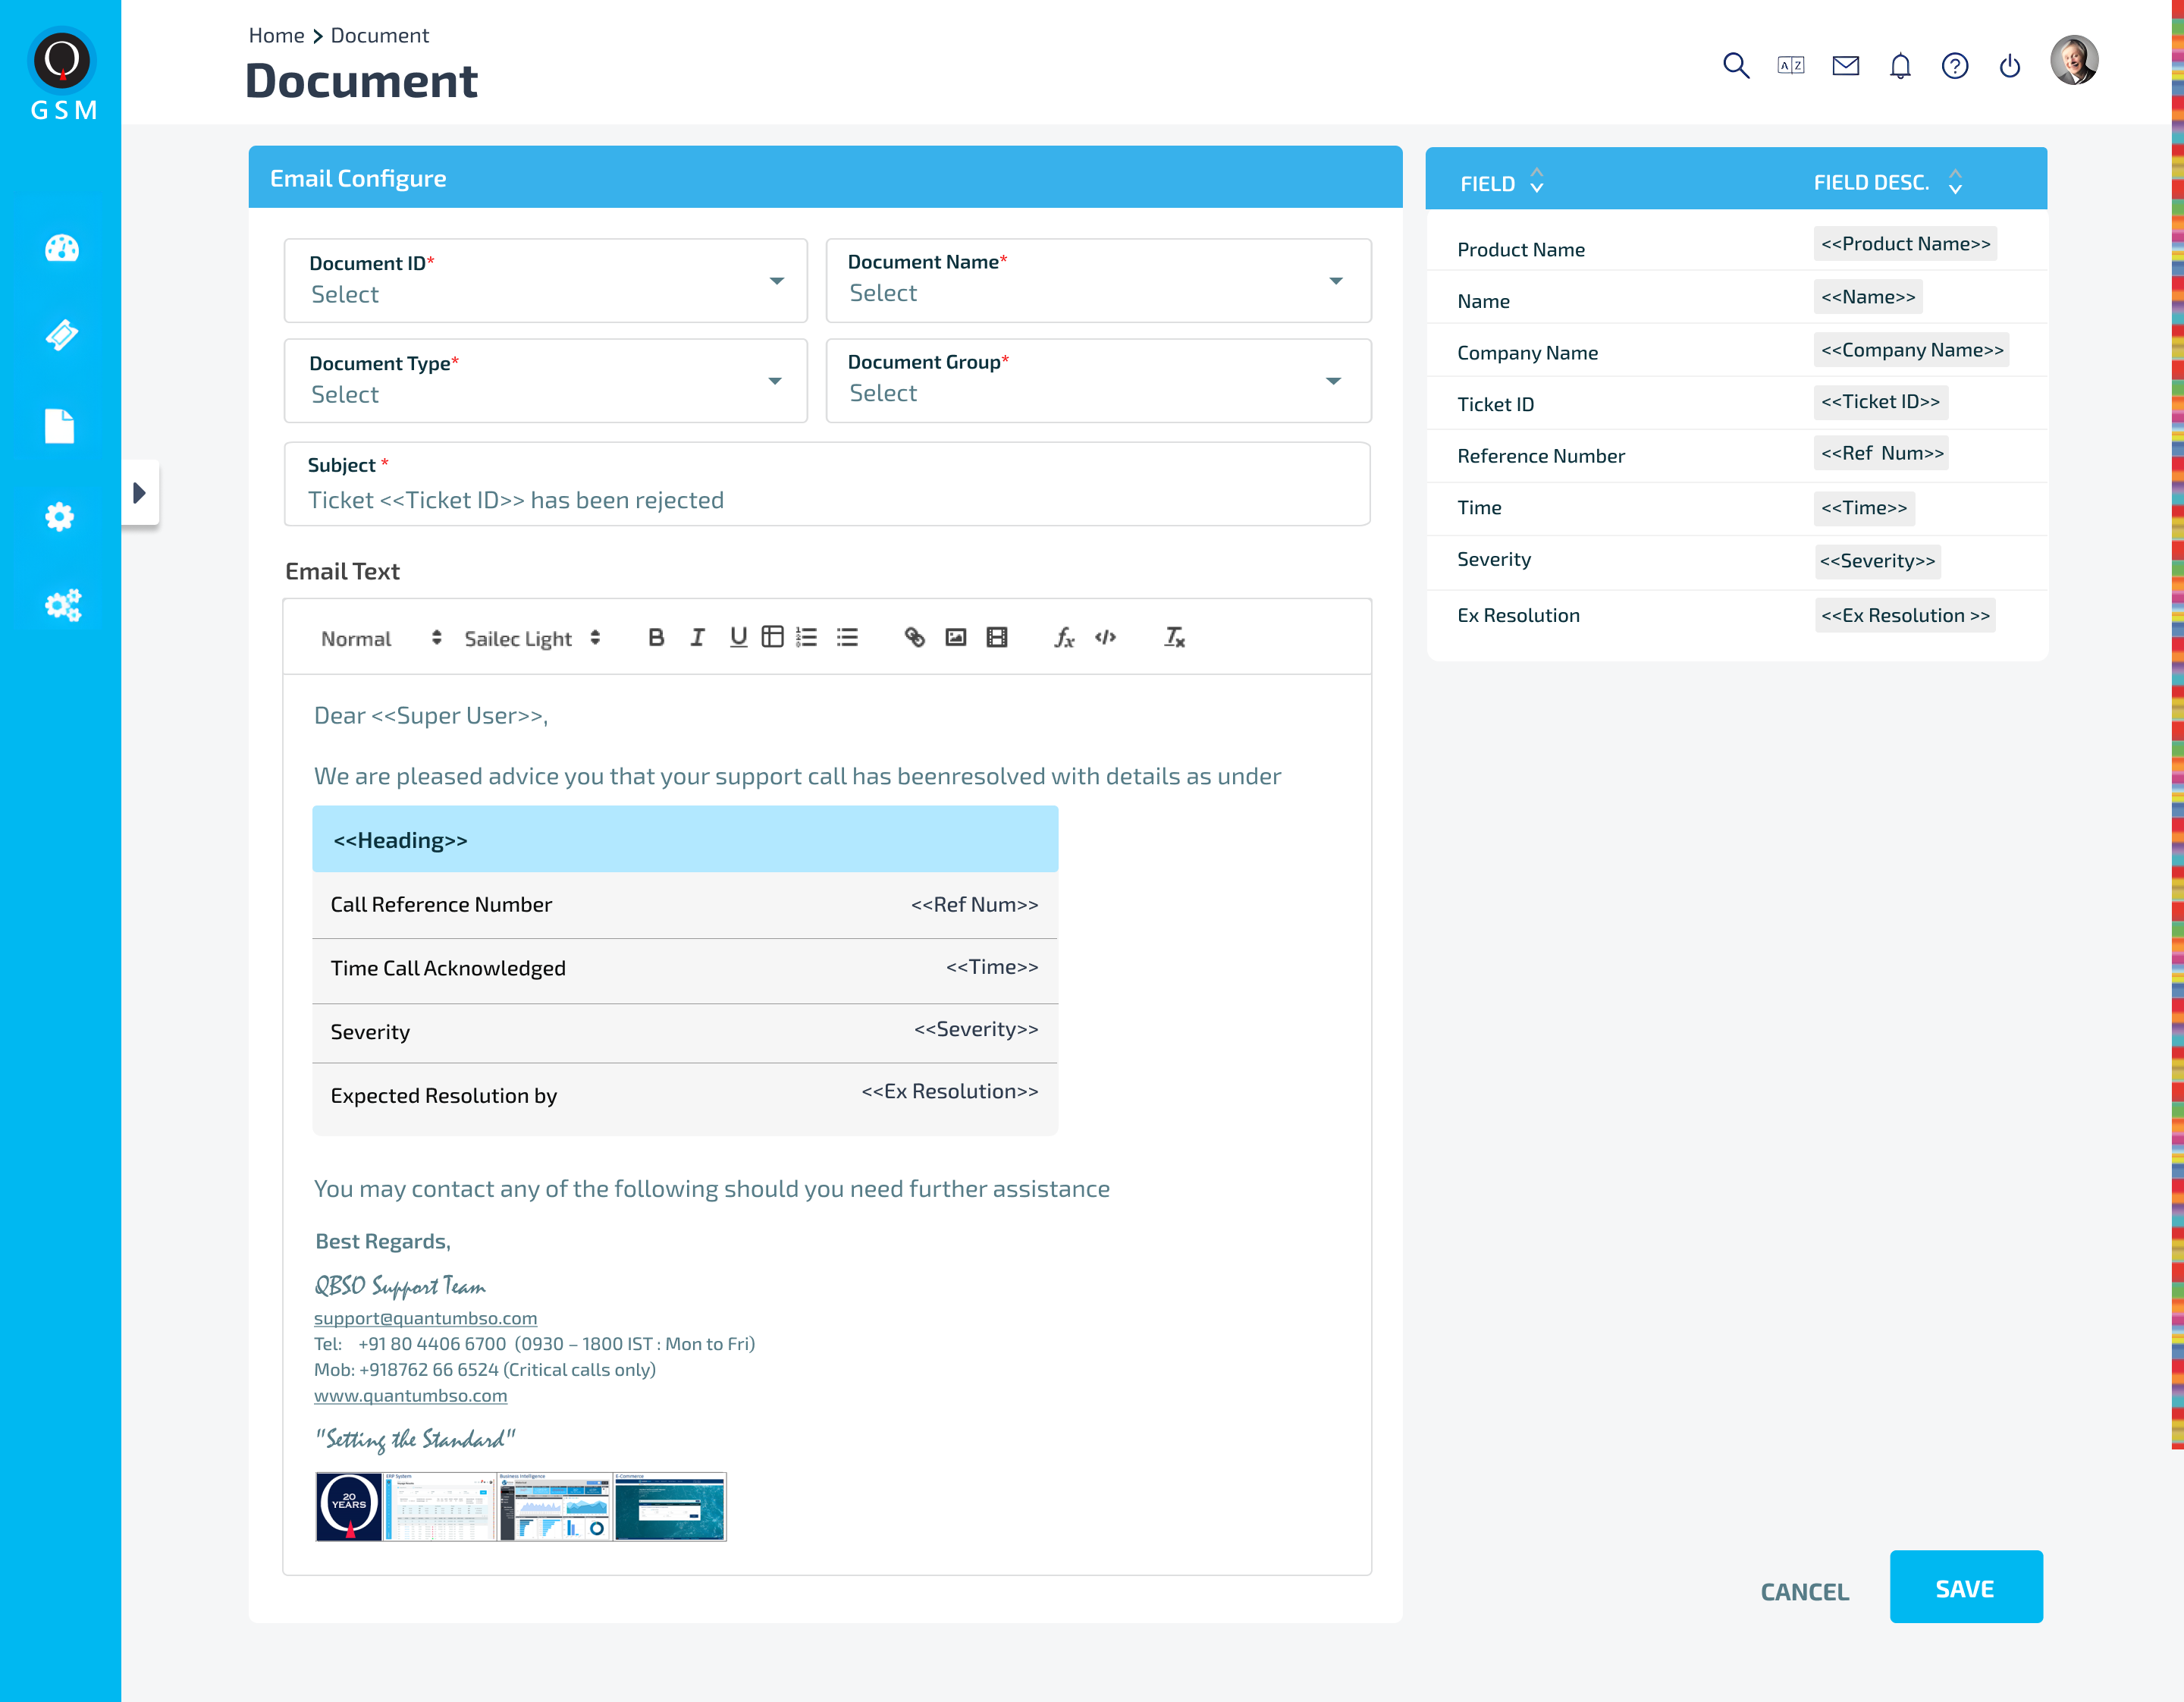 GSM
Home > Document
Document
A Z
Email Configure
Document ID*
Select
Document Name*
Select
Document Type*
Select
Document Group*
Select
Subject *
Ticket <<Ticket ID>> has been rejected
Email Text
Normal
Sailec Light
B I U
Dear <<Super User>>,
We are pleased advice you that your support call has beenresolved with details as under
<<Heading>>
Call Reference Number <<Ref Num>>
Time Call Acknowledged <<Time>>
Severity <<Severity>>
Expected Resolution by <<Ex Resolution>>
You may contact any of the following should you need further assistance
Best Regards,
QBSO Support Team
support@quantumbso.com
Tel: +91 80 4406 6700 (0930 – 1800 IST : Mon to Fri)
Mob: +918762 66 6524 (Critical calls only)
www.quantumbso.com
"Setting the Standard"
20
YEARS
ERP System
Business Intelligence
E-Commerce
FIELD FIELD DESC.
Product Name <<Product Name>>
Name <<Name>>
Company Name <<Company Name>>
Ticket ID <<Ticket ID>>
Reference Number <<Ref Num>>
Time <<Time>>
Severity <<Severity>>
Ex Resolution <<Ex Resolution >>
CANCEL
SAVE